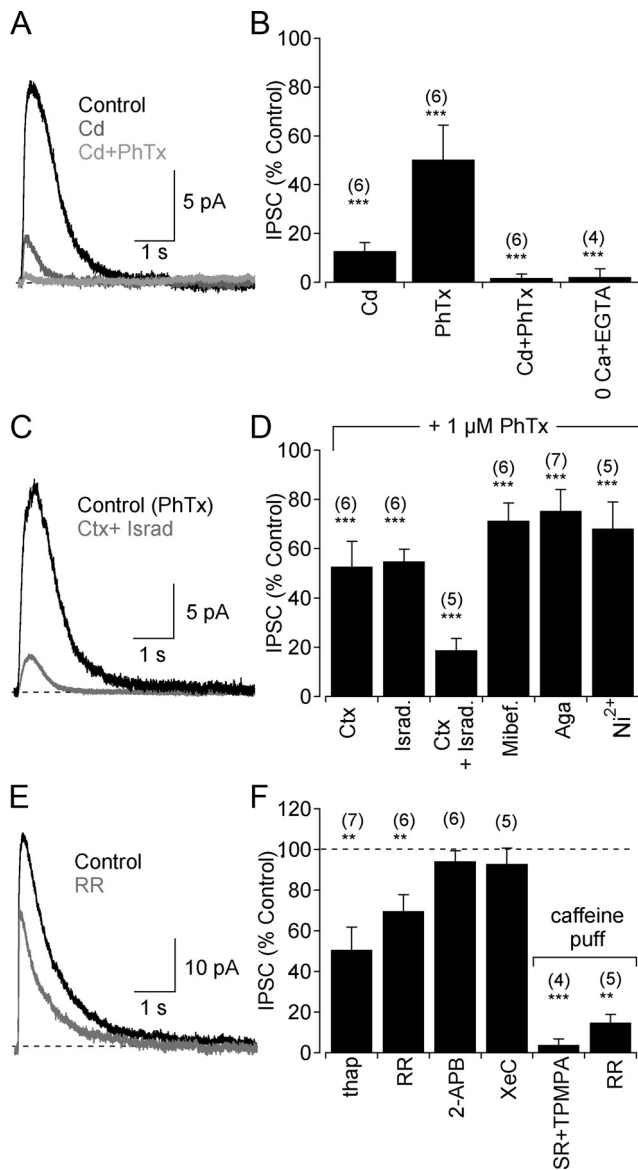 A
Control
Cd
Cd+PhTx
5 pA
1 s
B
IPSC (% Control)
100
80
60
40
20
0
(6)
***
(6)
***
(6)
***
(4)
***
Cd
PhTx
Cd+PhTx
0 Ca+EGTA
C
Control (PhTx)
Ctx+ Israd
5 pA
1 s
D
+ 1 µM PhTx
IPSC (% Control)
100
80
60
40
20
0
(6)
***
(6)
***
(5)
***
(6)
***
(7)
***
(5)
***
Ctx
Israd.
Ctx
+ Israd.
Mibef.
Aga
Ni²⁺
E
Control
RR
10 pA
1 s
F
IPSC (% Control)
120
100
80
60
40
20
0
(7)
**
(6)
**
(6)
(5)
caffeine
puff
(4)
***
(5)
**
thap
RR
2-APB
XeC
SR+TPMPA
RR